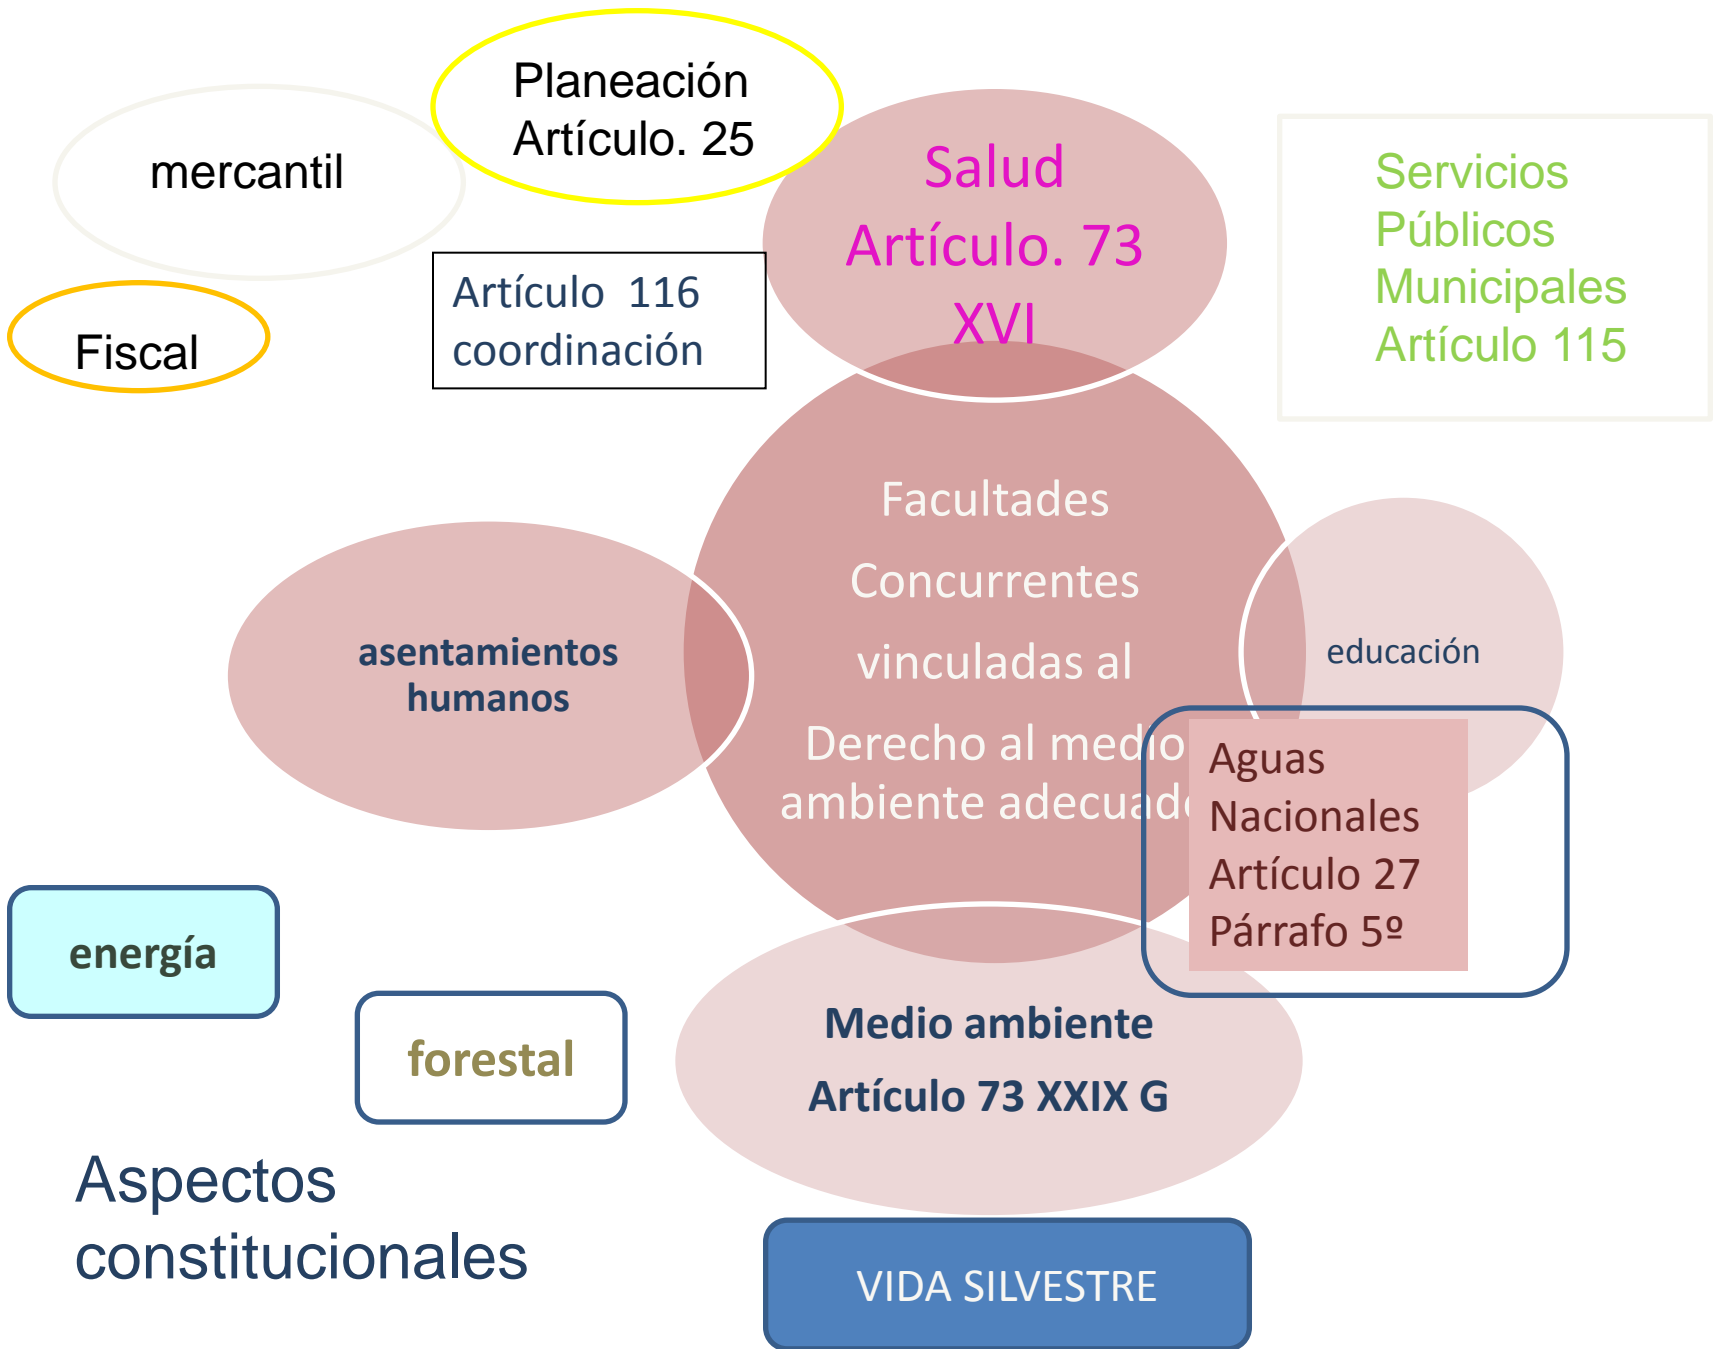 Planeación
Artículo. 25
mercantil
Salud
Artículo. 73
XVI
Servicios
Públicos
Municipales
Artículo 115
Artículo  116
coordinación
Fiscal
Facultades
Concurrentes
vinculadas al
Derecho al medio
ambiente adecuado
asentamientos
humanos
educación
Aguas
Nacionales
Artículo 27
Párrafo 5º
energía
forestal
Medio ambiente
Artículo 73 XXIX G
Aspectos
constitucionales
VIDA SILVESTRE